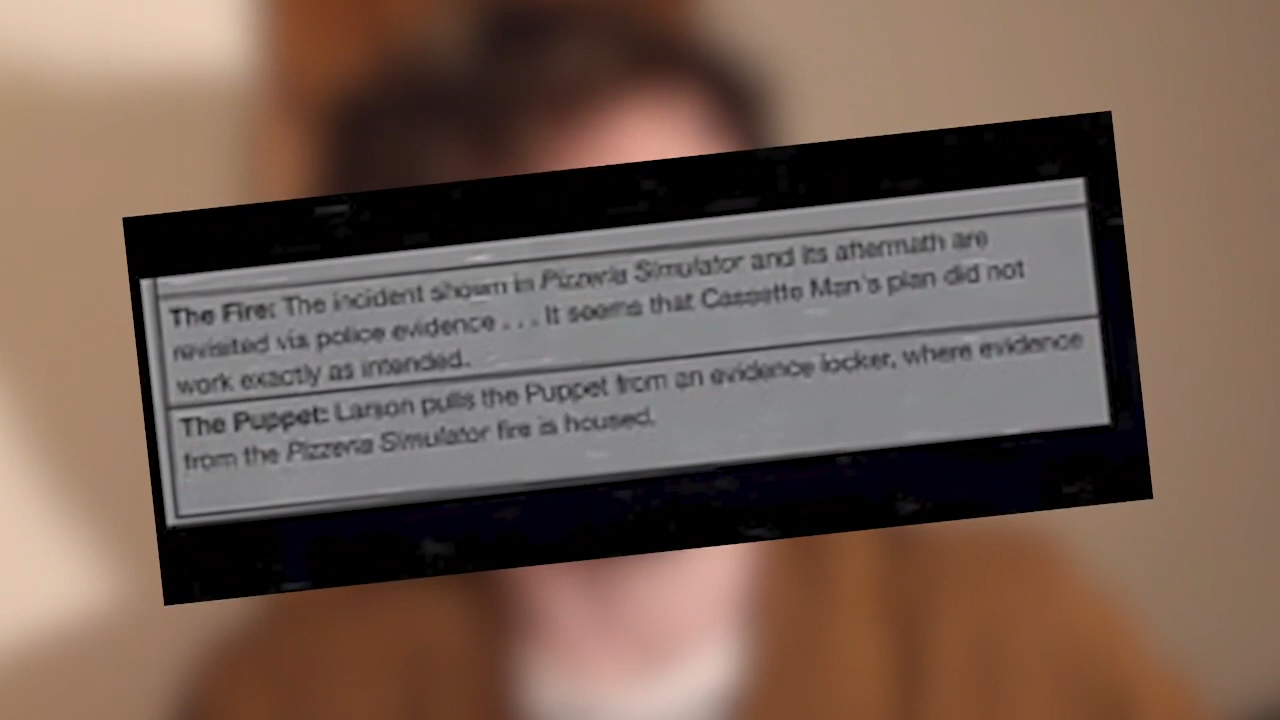 The Fire: The incident shown in Pizzeria Simulator and its aftermath are
revisited via police evidence . . . It seems that Cassette Man's plan did not
work exactly as intended.
The Puppet: Larson pulls the Puppet from an evidence locker, where evidence
from the Pizzeria Simulator fire is housed.